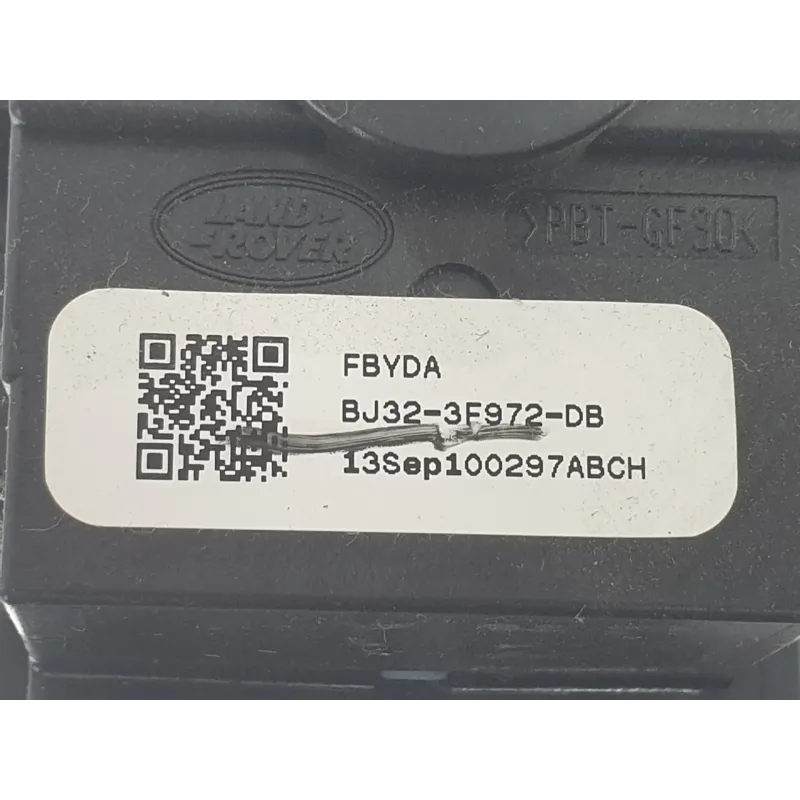 LAND
ROVER
>PBT-GF30<
FBYDA
BJ32-3F972-DB
13Sep100297ABCH